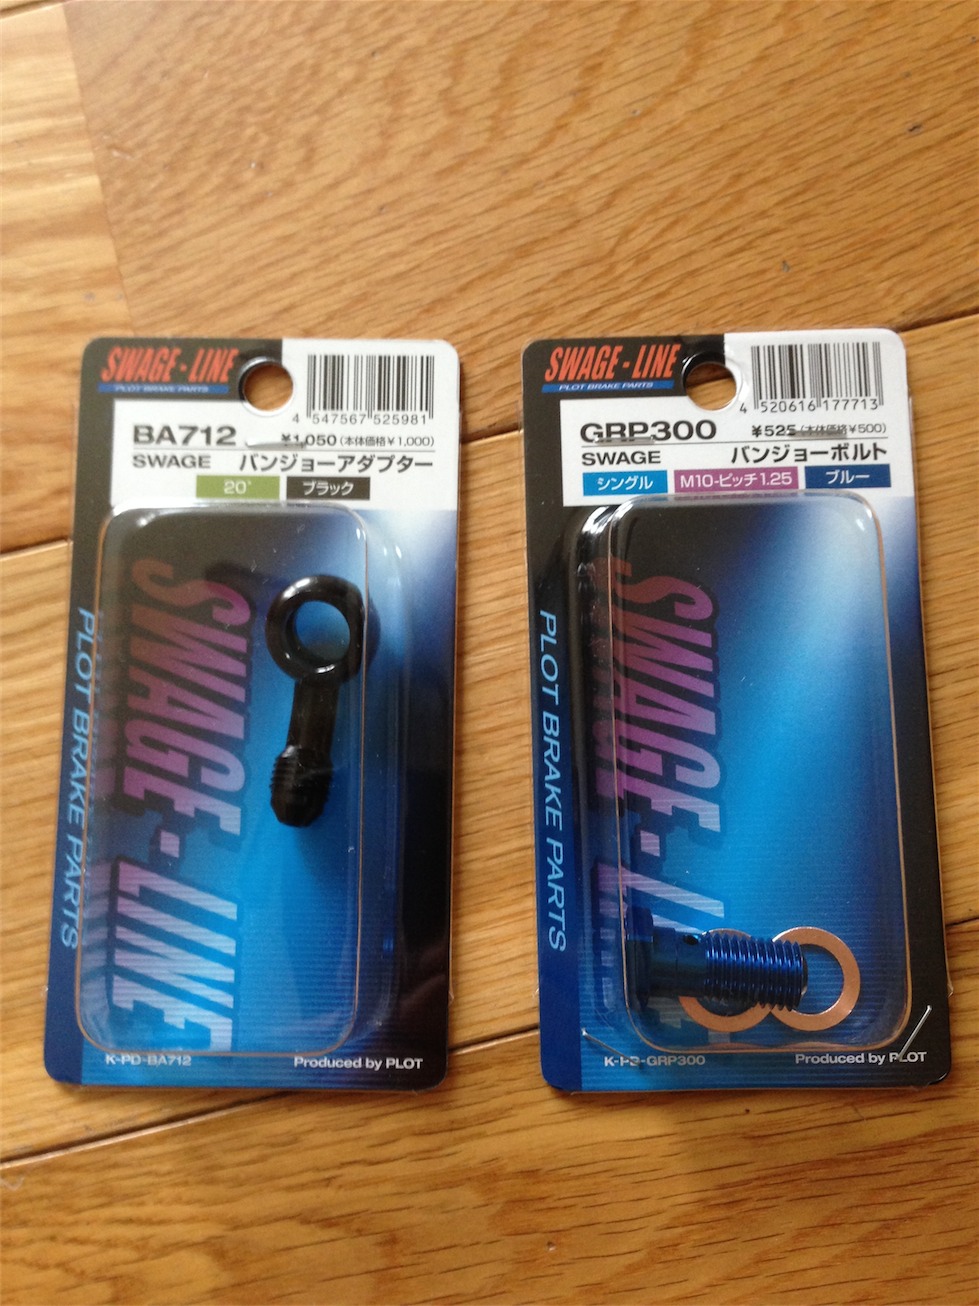 SWAGE-LINE
PLOT BRAKE PARTS
4 547567 525981
BA712
¥1,050(本体価格¥1,000)
SWAGE バンジョーアダプター
20°
ブラック
SWAGE-LINE
PLOT BRAKE PARTS
K-PD-BA712
Produced by PLOT
SWAGE-LINE
PLOT BRAKE PARTS
4 520616 177713
GRP300
¥525(本体価格¥500)
SWAGE バンジョーボルト
シングル
M10-ピッチ1.25
ブルー
SWAGE-LINE
PLOT BRAKE PARTS
K-PD-GRP300
Produced by PLOT